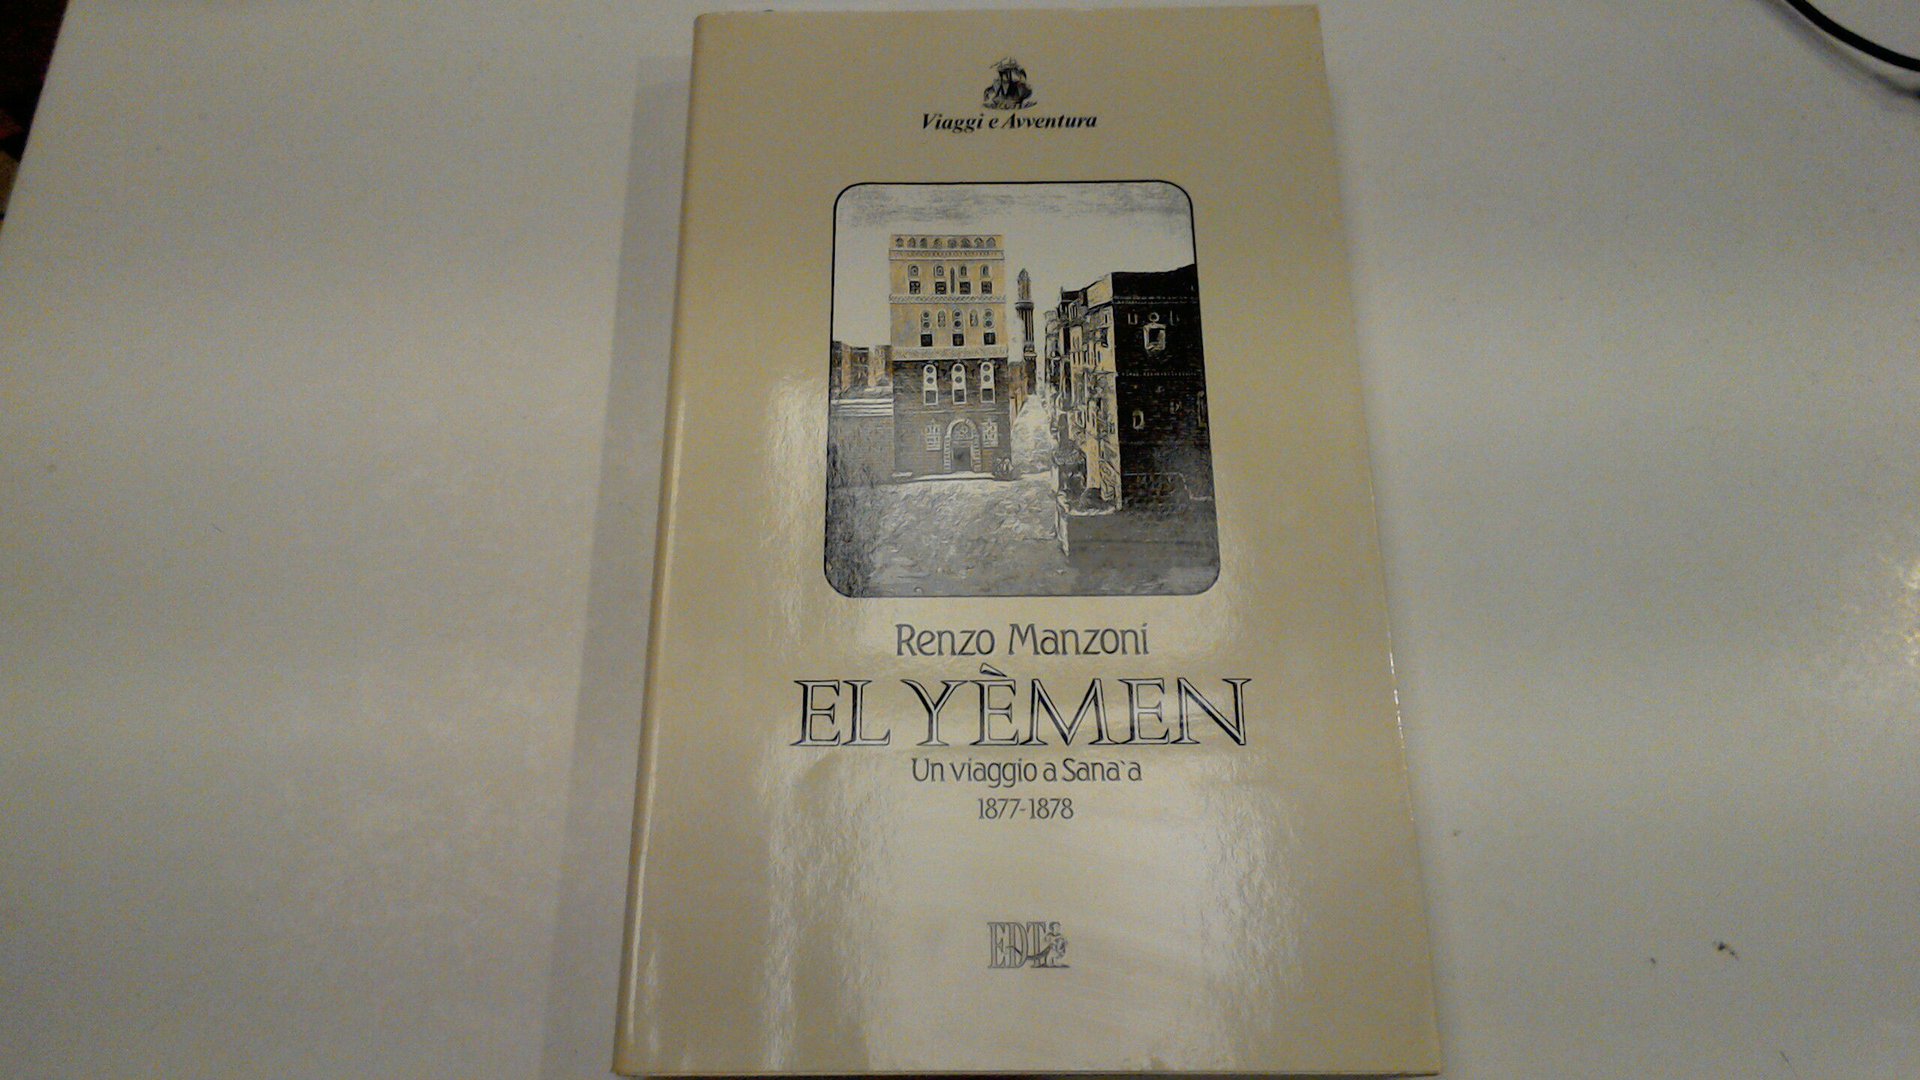 Viaggi e Avventura
Renzo Manzoni
EL YÈMEN
Un viaggio a Sana`a
1877-1878
EDT